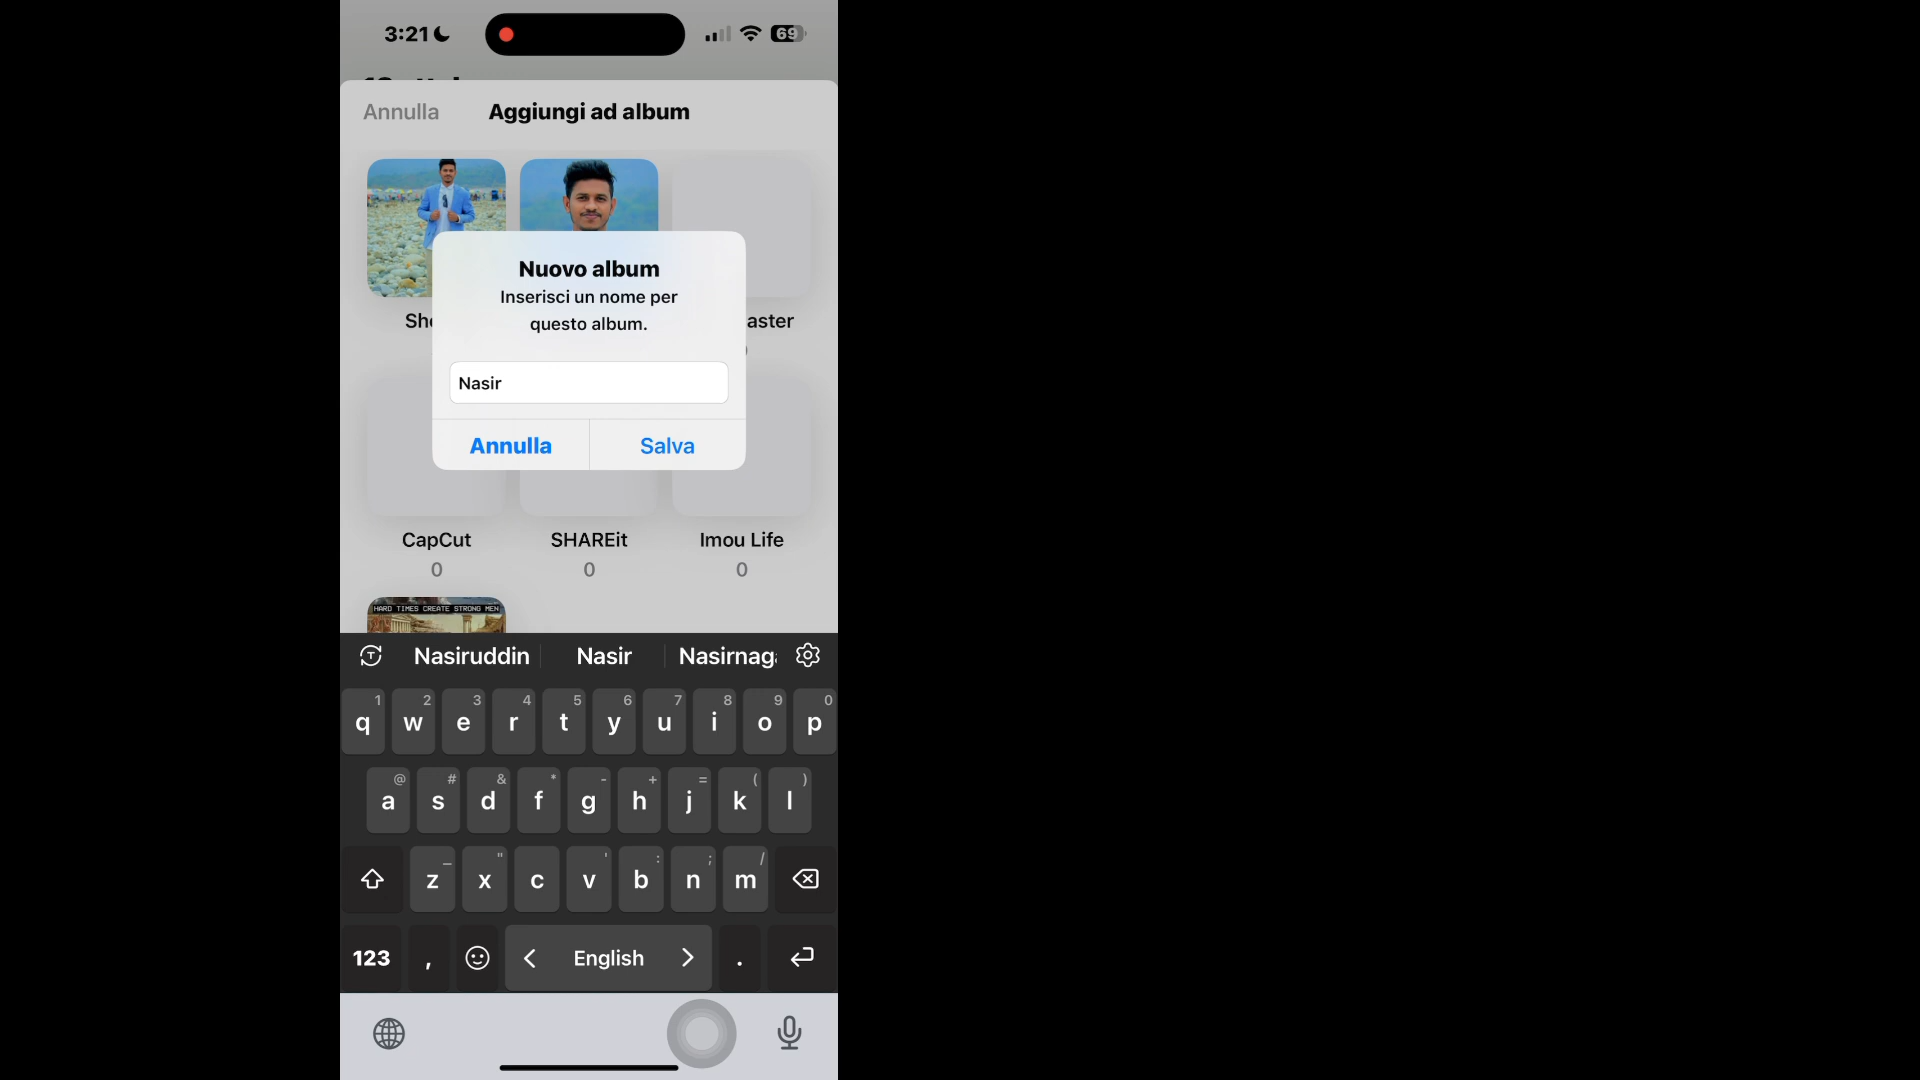 3:21
69
Annulla
Aggiungi ad album
Nuovo album
Inserisci un nome per
questo album.
aster
Nasir
Annulla
Salva
CapCut
SHAREit
Imou Life
0
0
0
HARD TIMES CREATE STRONG MEN
Nasiruddin
Nasir
1 2 3 4 5 6 7 8 9 0
q w e r t y u i o p
@ # & * - + = ( )
a s d f g h j k l
_ " ' : ; /
z x c v b n m
123
,
English
.